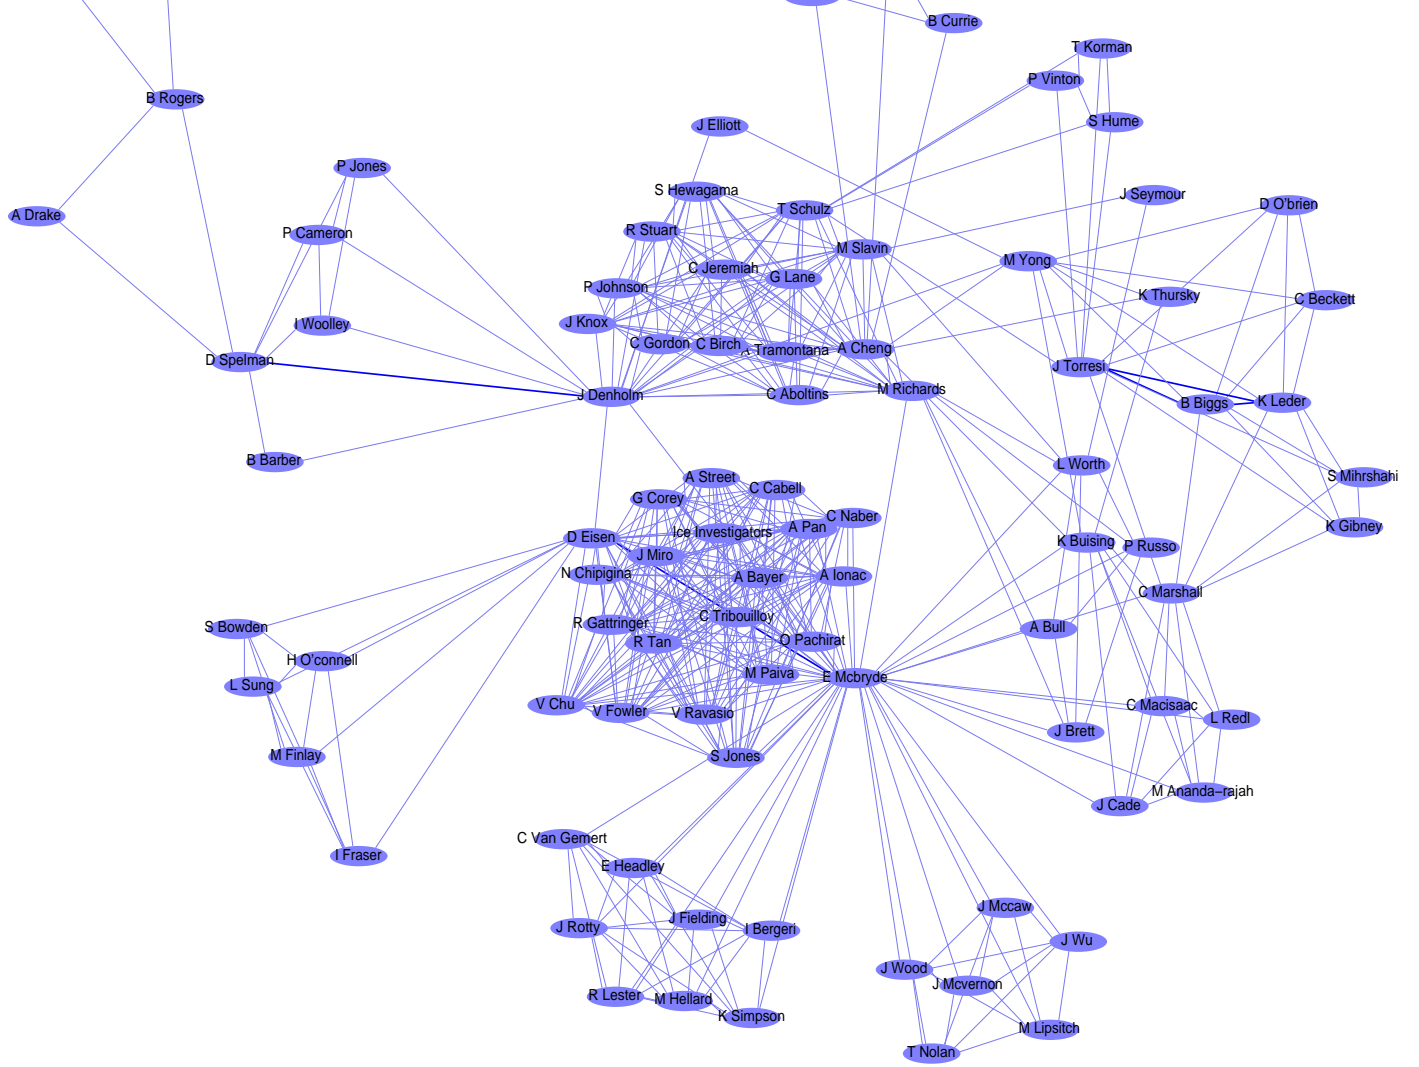 B Currie
T Korman
P Vinton
B Rogers
S Hume
J Elliott
P Jones
S Hewagama
J Seymour
D O'brien
A Drake
T Schulz
P Cameron
R Stuart
M Slavin
M Yong
C Jeremiah
G Lane
P Johnson
K Thursky
C Beckett
I Woolley
J Knox
C Gordon
C Birch
Tramontana
A Cheng
D Spelman
J Torresi
J Denholm
C Aboltins
M Richards
B Biggs
K Leder
B Barber
L Worth
A Street
S Mirhshahi
C Cabell
G Corey
C Naber
A Pan
K Gibney
Ice Investigators
D Eisen
K Buising
P Russo
J Miro
N Chipigina
A Bayer
A Ionac
C Marshall
C Tribouilloy
R Gattringer
S Bowden
A Bull
R Tan
O Pachirat
H O'connell
M Paiva
E Mcbryde
L Sung
V Chu
V Fowler
V Ravasio
C Macisaac
L Redl
J Brett
M Finlay
S Jones
M Ananda−rajah
J Cade
C Van Gemert
I Fraser
E Headley
J Mccaw
J Fielding
J Rotty
I Bergeri
J Wu
J Wood
J Mcvernon
R Lester
M Hellard
K Simpson
M Lipsitch
T Nolan